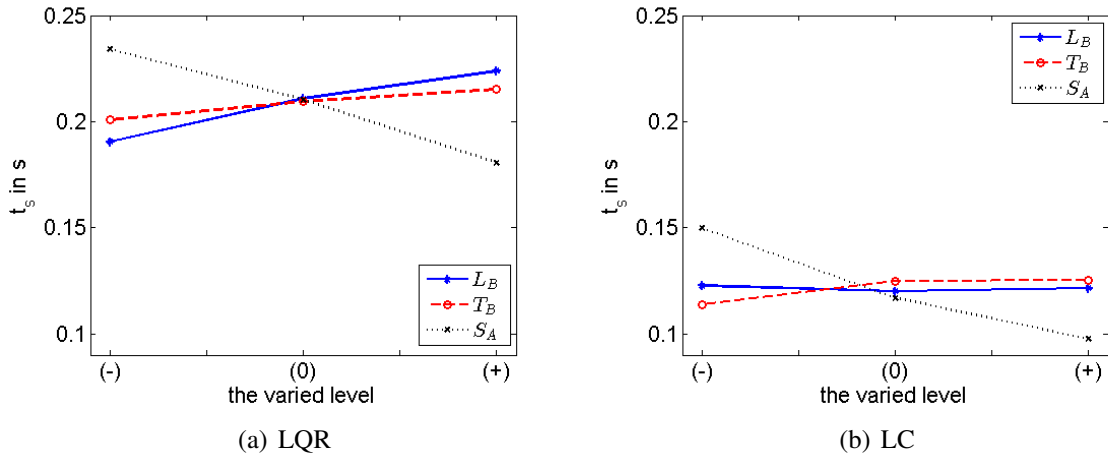 0.25
0.2
0.15
0.1
t_s in s
L_B
T_B
S_A
(-)
(0)
(+)
the varied level
(a) LQR
0.25
0.2
0.15
0.1
t_s in s
L_B
T_B
S_A
(-)
(0)
(+)
the varied level
(b) LC